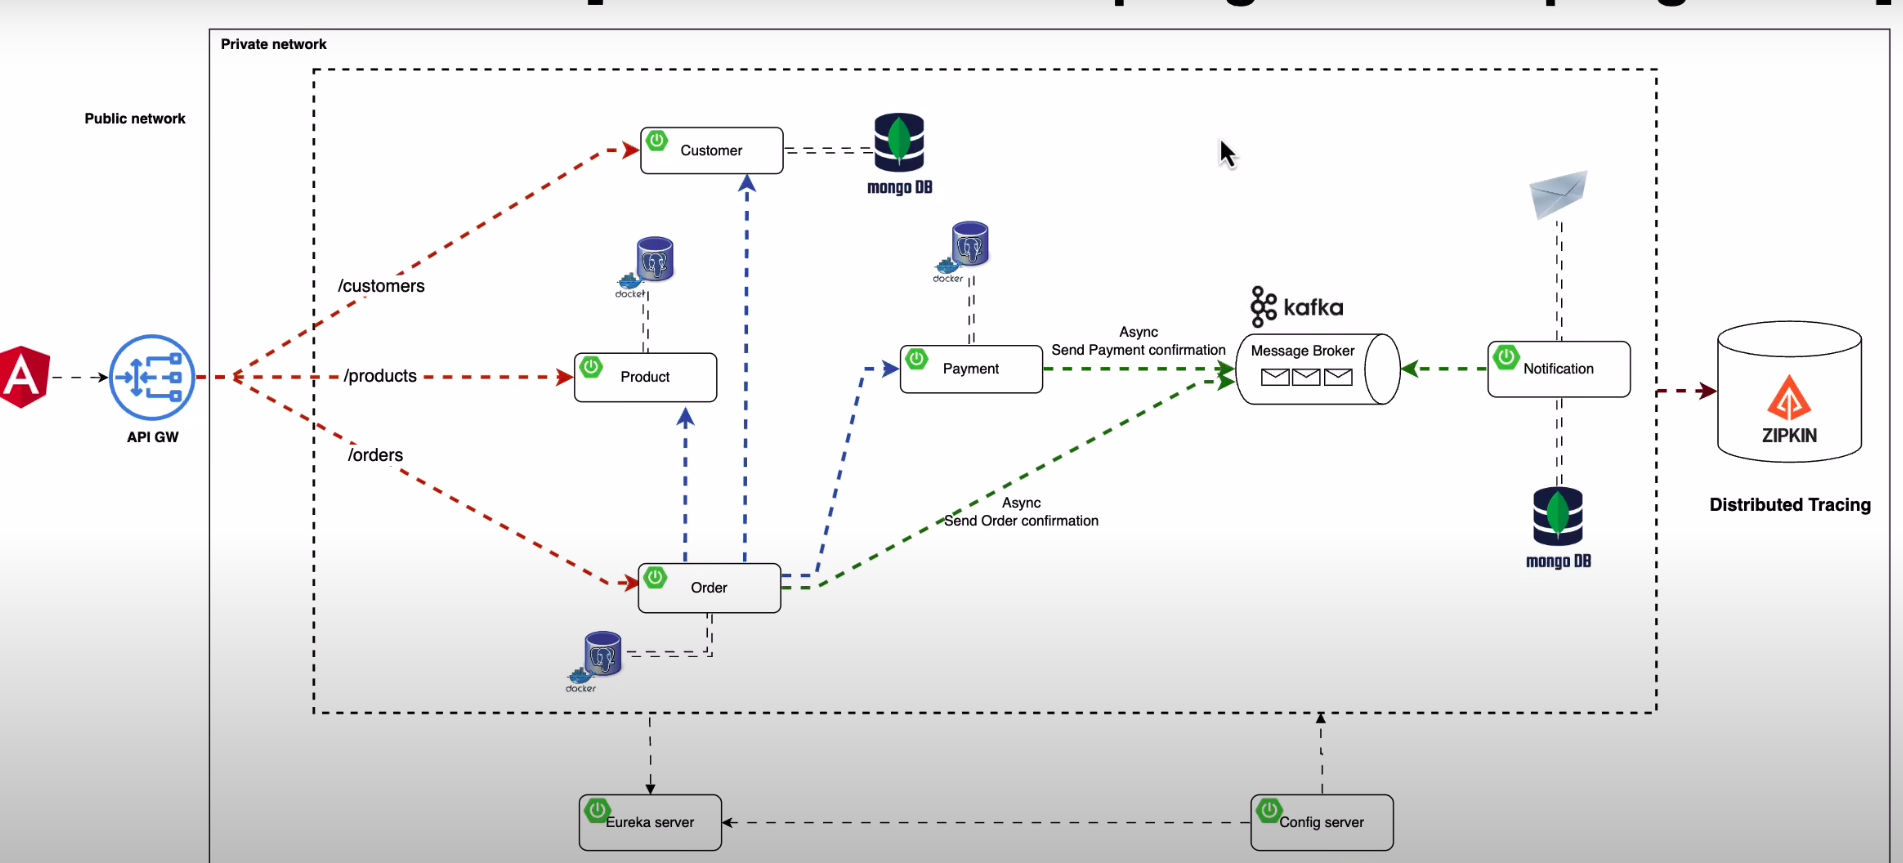 Private network
Public network
Customer
mongo DB
/customers
docker
docker
kafka
Async
Send Payment confirmation
Message Broker
/products
Product
Payment
Notification
API GW
ZIPKIN
/orders
Async
Send Order confirmation
Distributed Tracing
mongo DB
Order
docker
Eureka server
Config server